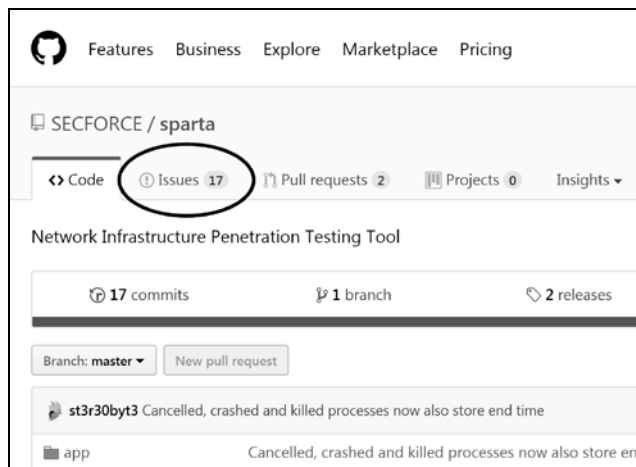 Features Business Explore Marketplace Pricing
SECFORCE / sparta
<> Code Issues 17 Pull requests 2 Projects 0 Insights
Network Infrastructure Penetration Testing Tool
17 commits 1 branch 2 releases
Branch: master New pull request
st3r30byt3 Cancelled, crashed and killed processes now also store end time
app Cancelled, crashed and killed processes now also store en